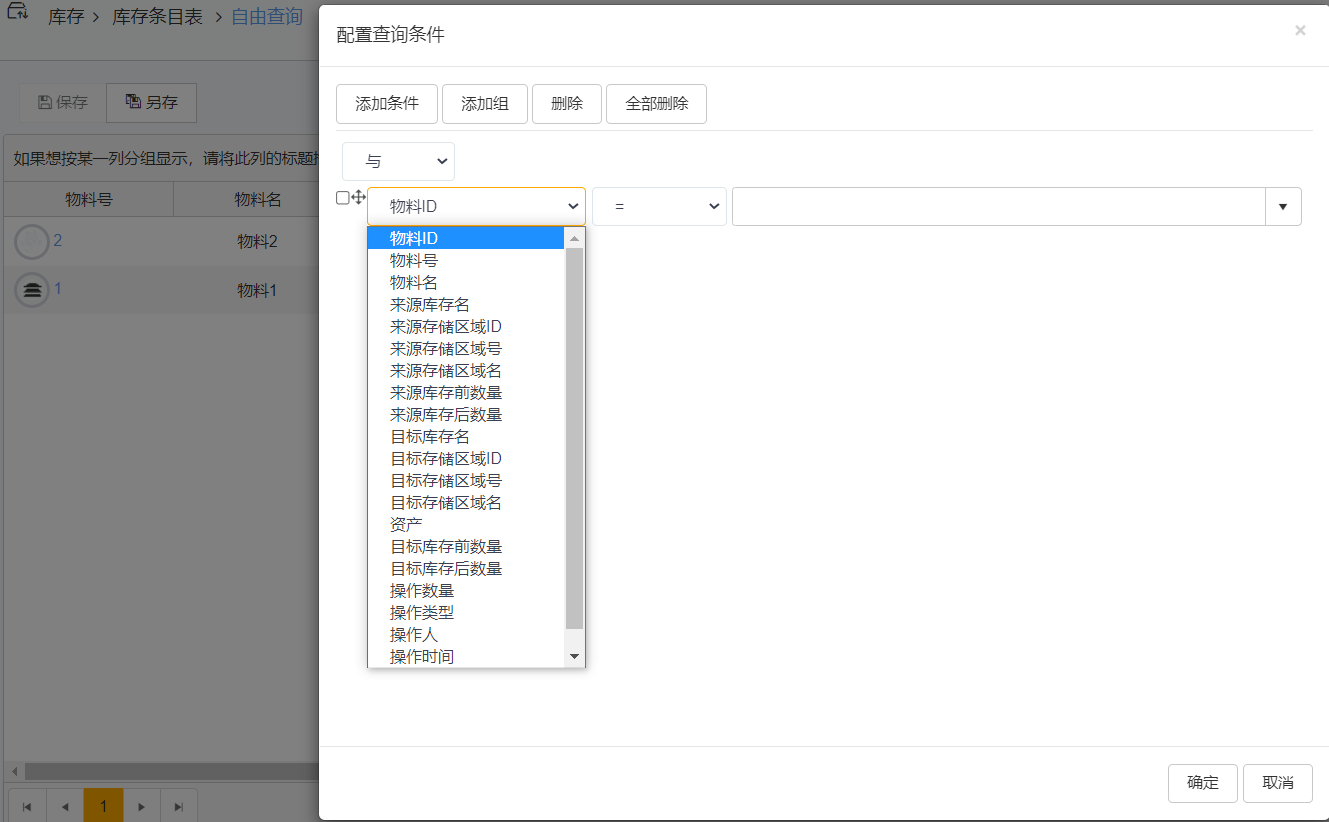 库存 > 库存条目表 > 自由查询
配置查询条件
×
保存 另存
添加条件 添加组 删除 全部删除
如果想按某一列分组显示，请将此列的标题
与
物料号 物料名
物料ID =
2 物料2
1 物料1
物料ID
物料号
物料名
来源库存名
来源存储区域ID
来源存储区域号
来源存储区域名
来源库存前数量
来源库存后数量
目标库存名
目标存储区域ID
目标存储区域号
目标存储区域名
资产
目标库存前数量
目标库存后数量
操作数量
操作类型
操作人
操作时间
确定 取消
1